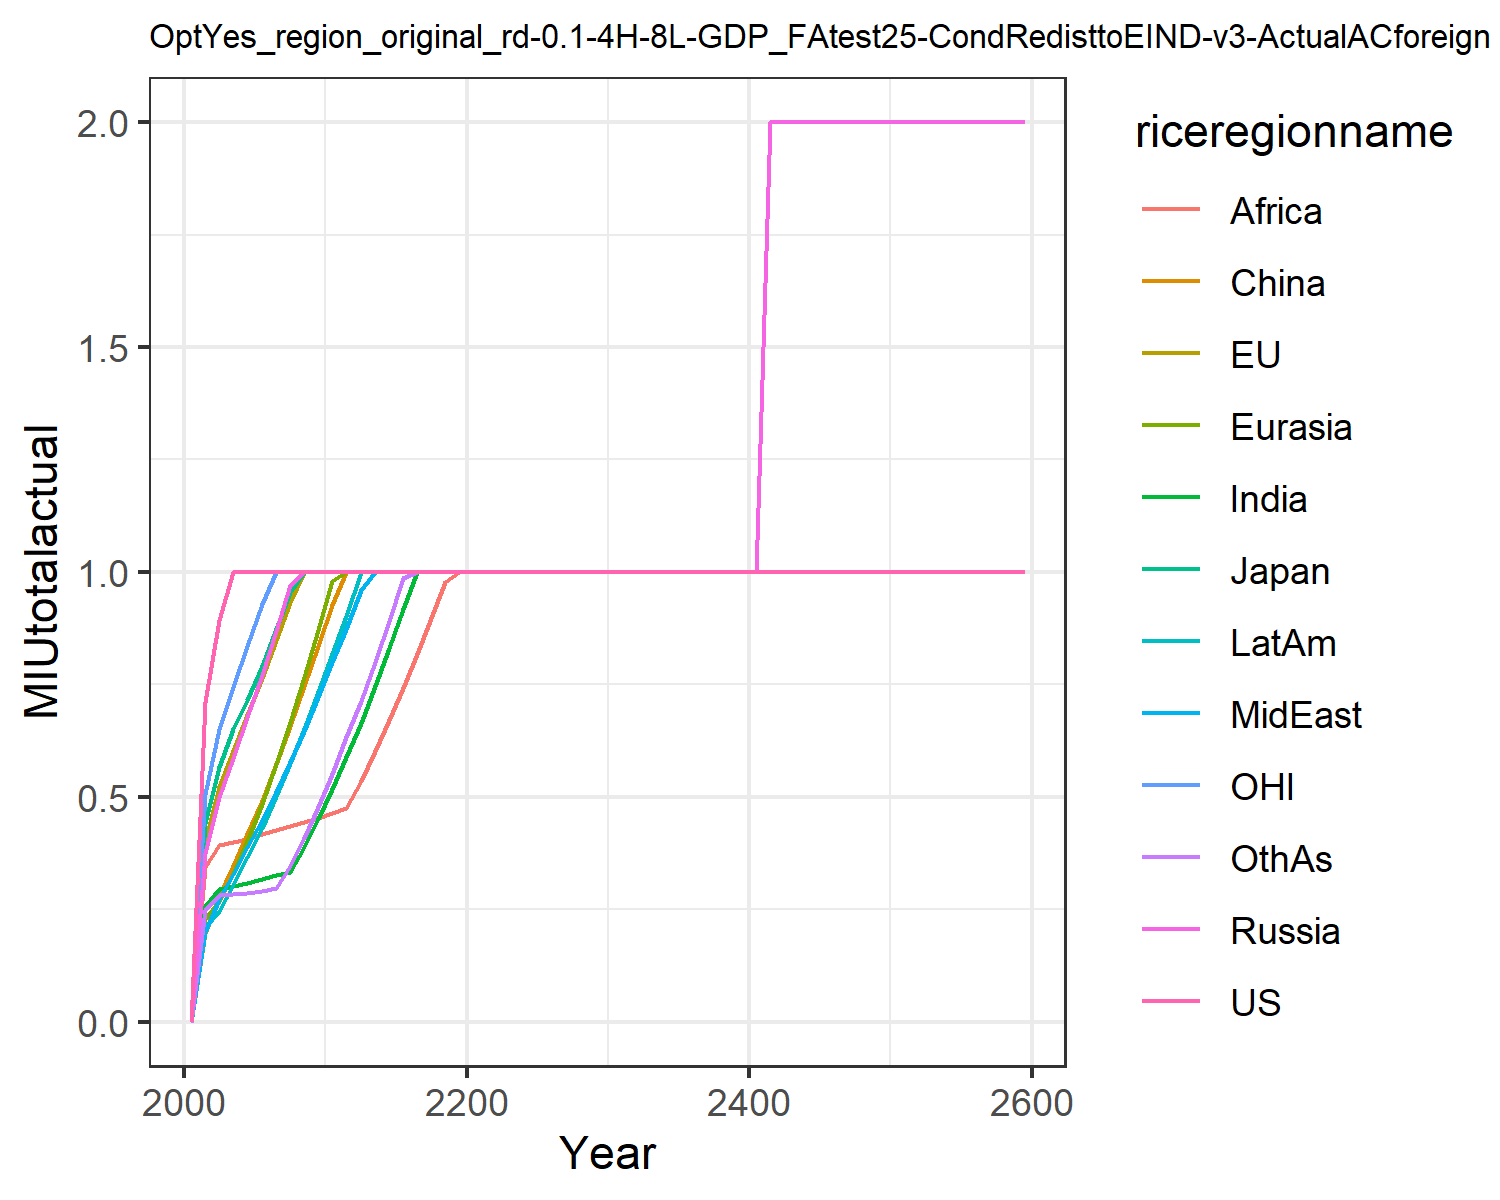 OptYes_region_original_rd-0.1-4H-8L-GDP_FAtest25-CondRedisttoEIND-v3-ActualACforeign
MIUtotalactual
2.0
1.5
1.0
0.5
0.0
2000
2200
2400
2600
Year
riceregionname
Africa
China
EU
Eurasia
India
Japan
LatAm
MidEast
OHI
OthAs
Russia
US